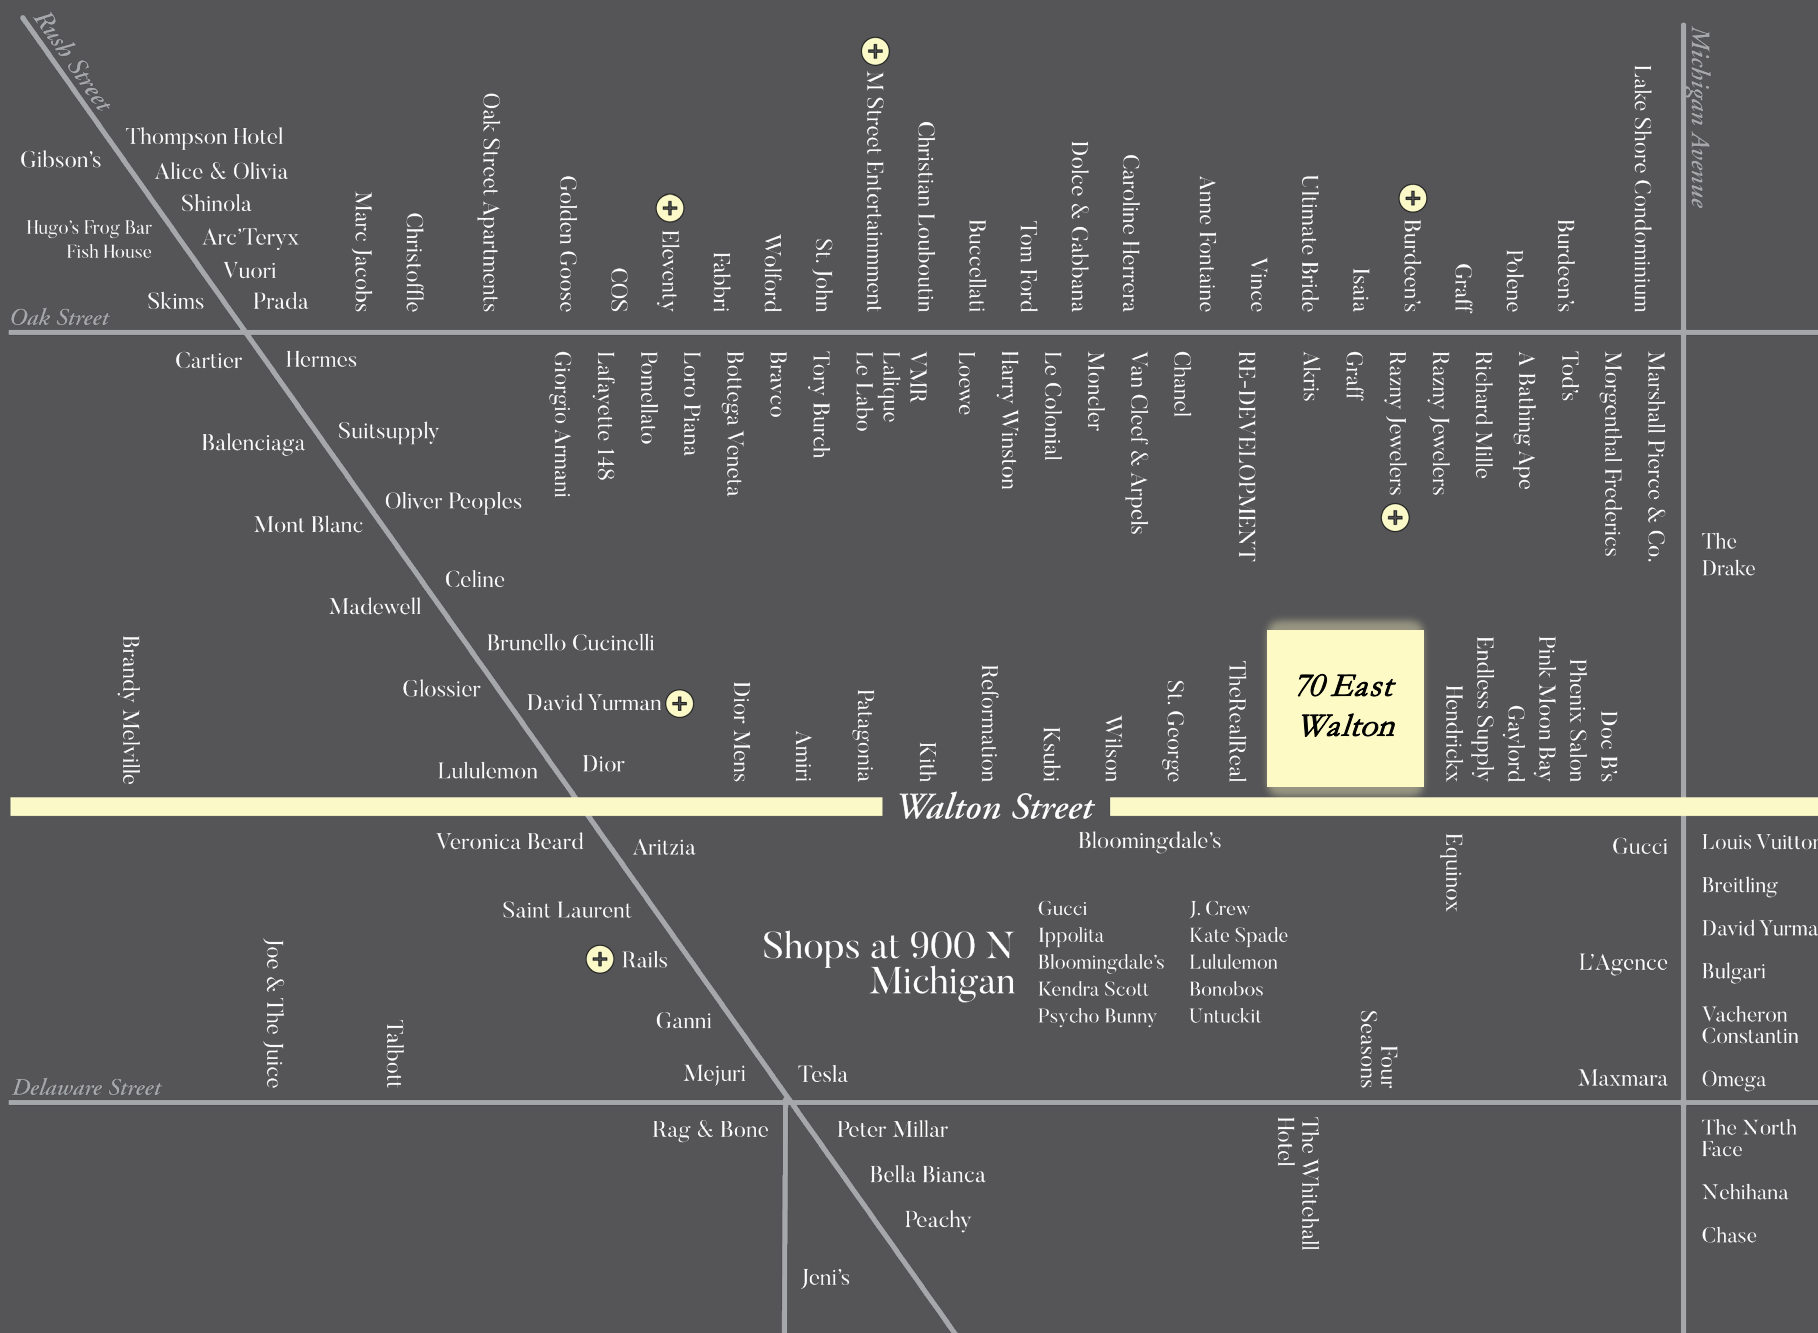 Rush Street
Michigan Avenue
Gibson's
Thompson Hotel
Alice & Olivia
Shinola
Hugo's Frog Bar
Fish House
Arc'Teryx
Vuori
Skims
Prada
Marc Jacobs
Christoffle
Oak Street Apartments
Golden Goose
COS
Eleventy
Fabbri
Wolford
St. John
M Street Entertainmment
Christian Louboutin
Buccellati
Tom Ford
Dolce & Gabbana
Caroline Herrera
Anne Fontaine
Vince
Ultimate Bride
Isaia
Burdeen's
Graff
Polene
Burdeen's
Lake Shore Condominium
Oak Street
Cartier
Hermes
Balenciaga
Suitsupply
Oliver Peoples
Mont Blanc
Celine
Madewell
Brunello Cucinelli
Glossier
David Yurman
Lululemon
Dior
Giorgio Armani
Lafayette 148
Pomellato
Loro Piana
Bottega Veneta
Bravco
Tory Burch
Le Labo
Lalique
VMR
Loewe
Harry Winston
Le Colonial
Moncler
Van Cleef & Arpels
Chanel
RE-DEVELOPMENT
Akris
Graff
Razny Jewelers
Razny Jewelers
Richard Mille
A Bathing Ape
Tod's
Morgenthal Frederics
Marshall Pierce & Co.
The
Drake
Brandy Melville
Dior Mens
Amiri
Patagonia
Kith
Reformation
Ksubi
Wilson
St. George
TheRealReal
70 East
Walton
Hendrickx
Endless Supply
Gaylord
Pink Moon Bay
Phenix Salon
Doc B's
Walton Street
Veronica Beard
Aritzia
Saint Laurent
Rails
Ganni
Mejuri
Tesla
Joe & The Juice
Talbott
Bloomingdale's
Shops at 900 N
Michigan
Gucci
Ippolita
Bloomingdale's
Kendra Scott
Psycho Bunny
J. Crew
Kate Spade
Lululemon
Bonobos
Untuckit
Equinox
Four
Seasons
Gucci
L'Agence
Maxmara
Louis Vuitton
Breitling
David Yurma
Bulgari
Vacheron
Constantin
Omega
Delaware Street
Rag & Bone
Peter Millar
Bella Bianca
Peachy
Jeni's
The Whitehall
Hotel
The North
Face
Nehihana
Chase